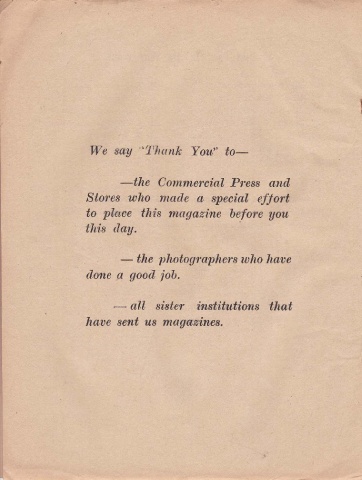 We say "Thank You" to—
—the Commercial Press and
Stores who made a special effort
to place this magazine before you
this day.
— the photographers who have
done a good job.
— all sister institutions that
have sent us magazines.